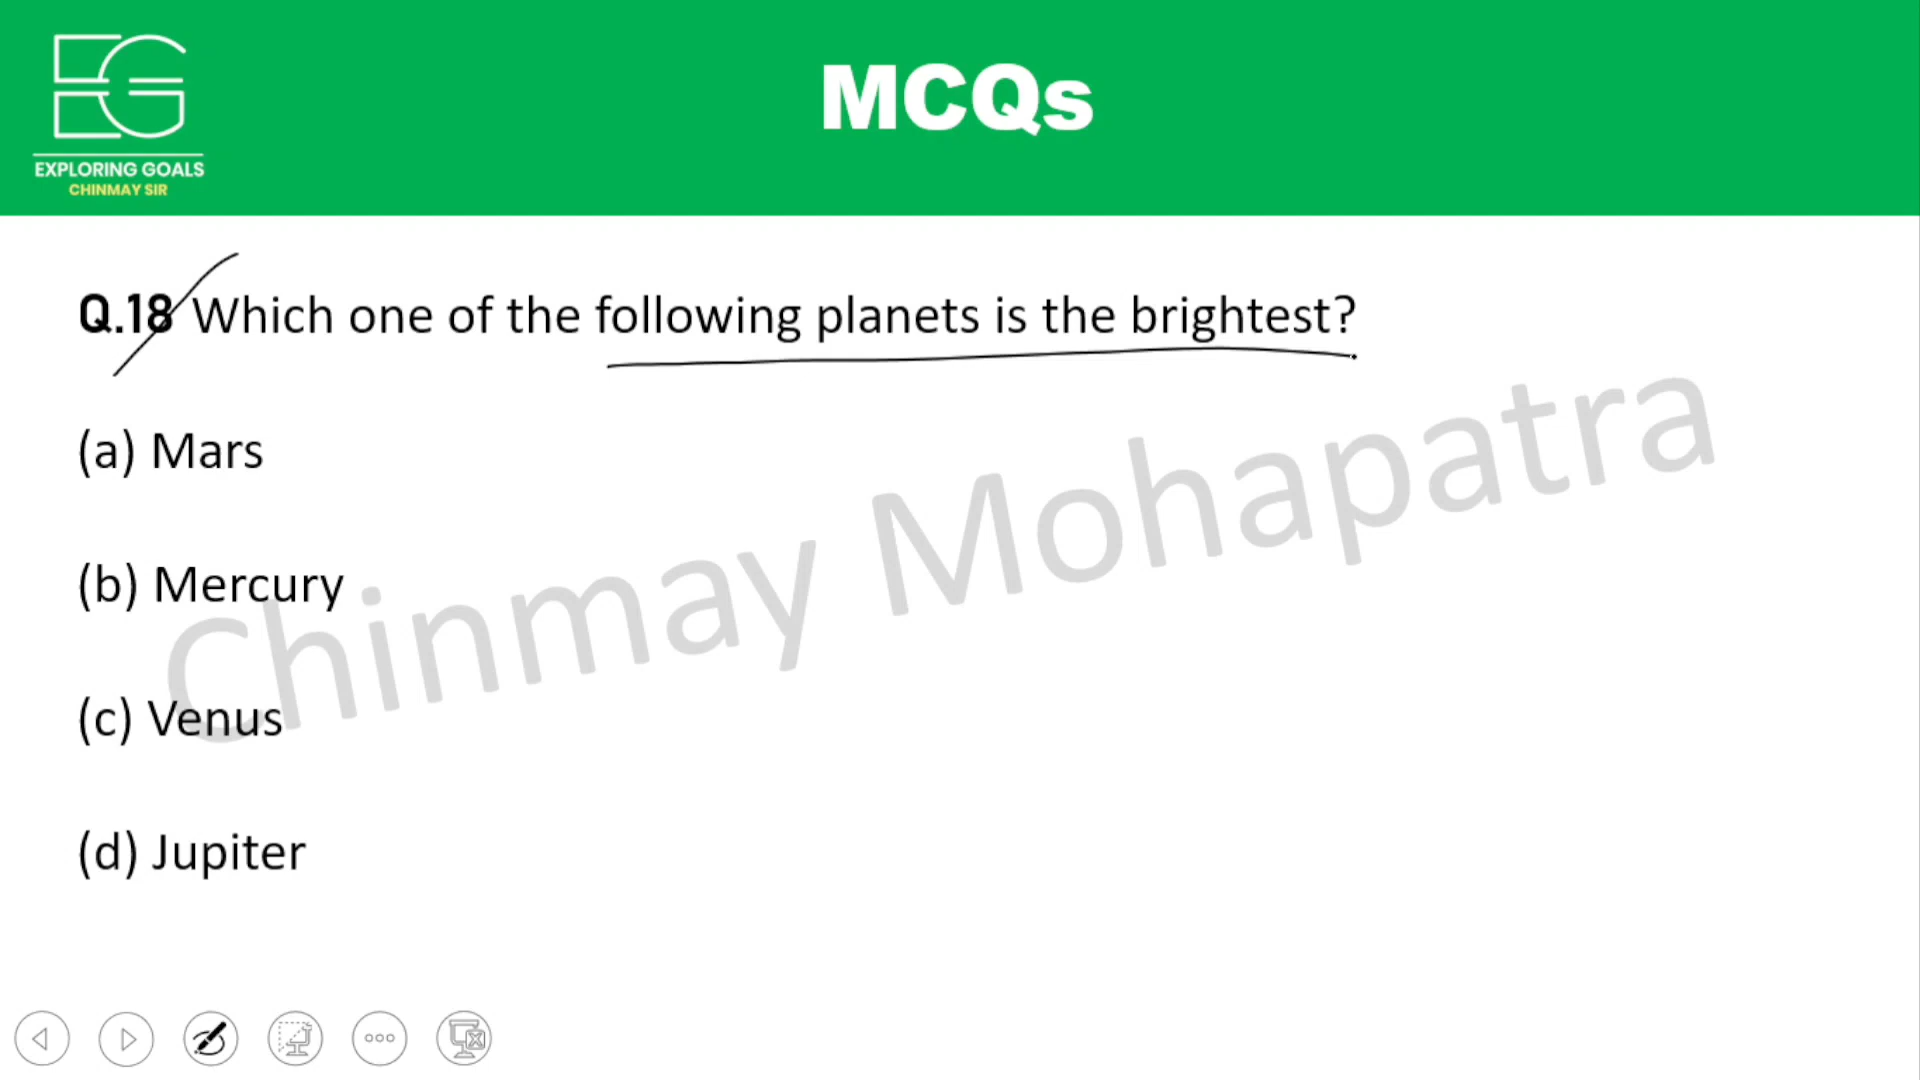 EG
EXPLORING GOALS
CHINMAY SIR
MCQs
Q.18 Which one of the following planets is the brightest?
(a) Mars
(b) Mercury
(c) Venus
(d) Jupiter
Chinmay Mohapatra